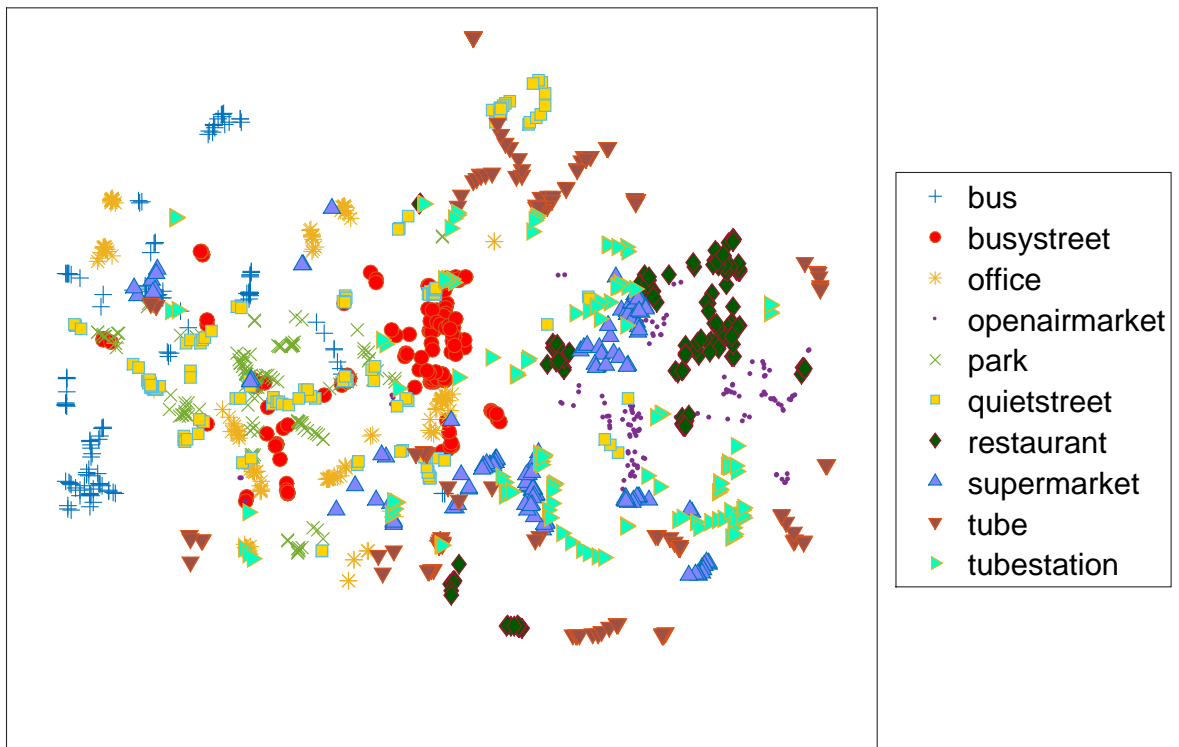 bus
busystreet
office
openairmarket
park
quietstreet
restaurant
supermarket
tube
tubestation